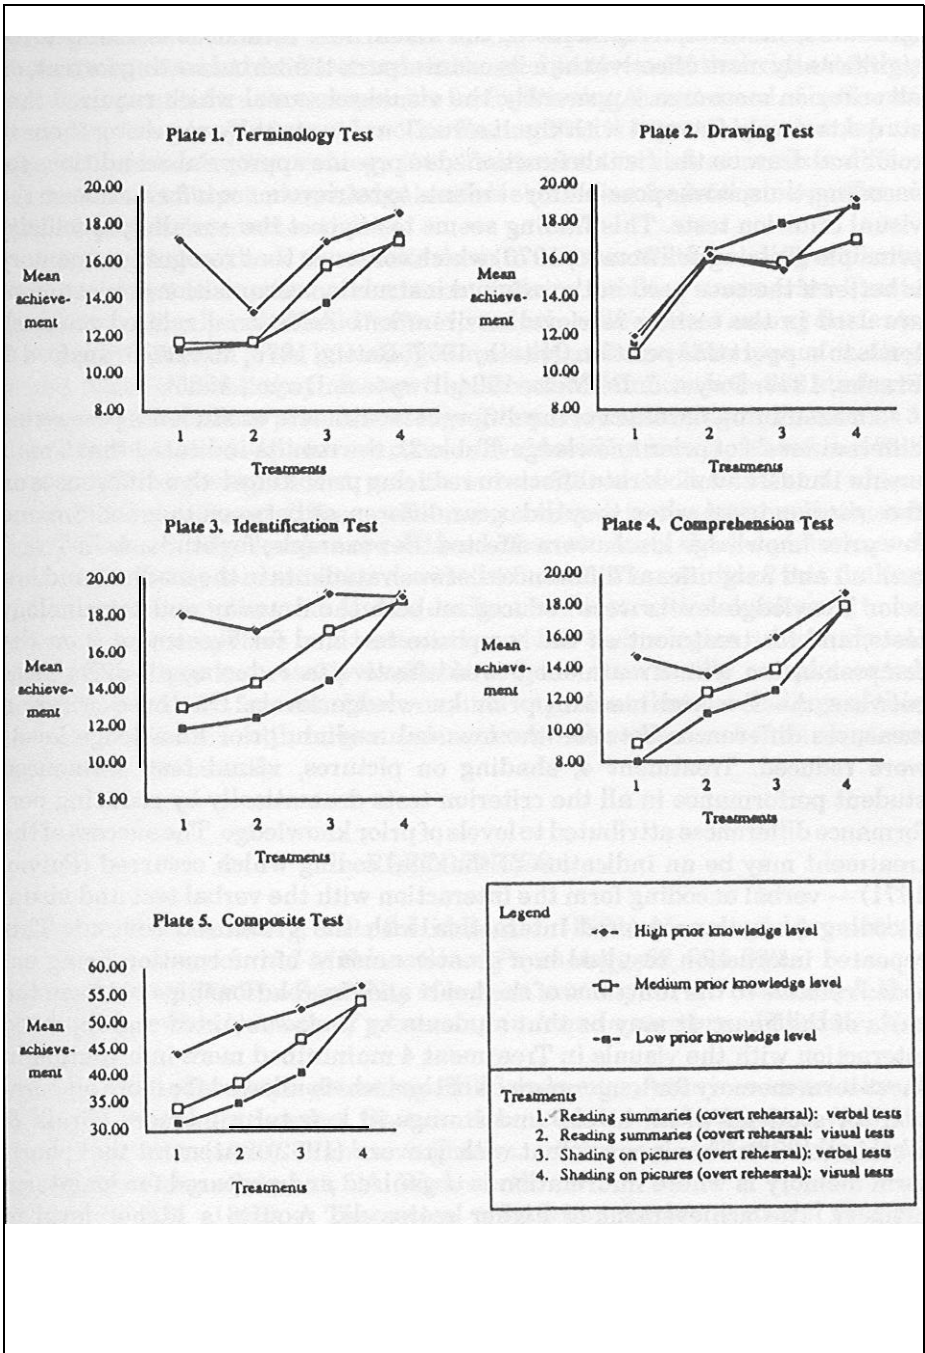 Plate 1. Terminology Test
20.00
18.00
16.00
14.00
12.00
10.00
8.00
Mean
achieve-
ment
1 2 3 4
Treatments
Plate 2. Drawing Test
20.00
18.00
16.00
14.00
12.00
10.00
8.00
Mean
achieve-
ment
1 2 3 4
Treatments
Plate 3. Identification Test
20.00
18.00
16.00
14.00
12.00
10.00
8.00
Mean
achieve-
ment
1 2 3 4
Treatments
Plate 4. Comprehension Test
20.00
18.00
16.00
14.00
12.00
10.00
8.00
Mean
achieve-
ment
1 2 3 4
Treatments
Plate 5. Composite Test
60.00
55.00
50.00
45.00
40.00
35.00
30.00
Mean
achieve-
ment
1 2 3 4
Treatments
Legend
High prior knowledge level
Medium prior knowledge level
Low prior knowledge level
Treatments
1. Reading summaries (covert rehearsal): verbal tests
2. Reading summaries (covert rehearsal): visual tests
3. Shading on pictures (covert rehearsal): verbal tests
4. Shading on pictures (covert rehearsal): visual tests